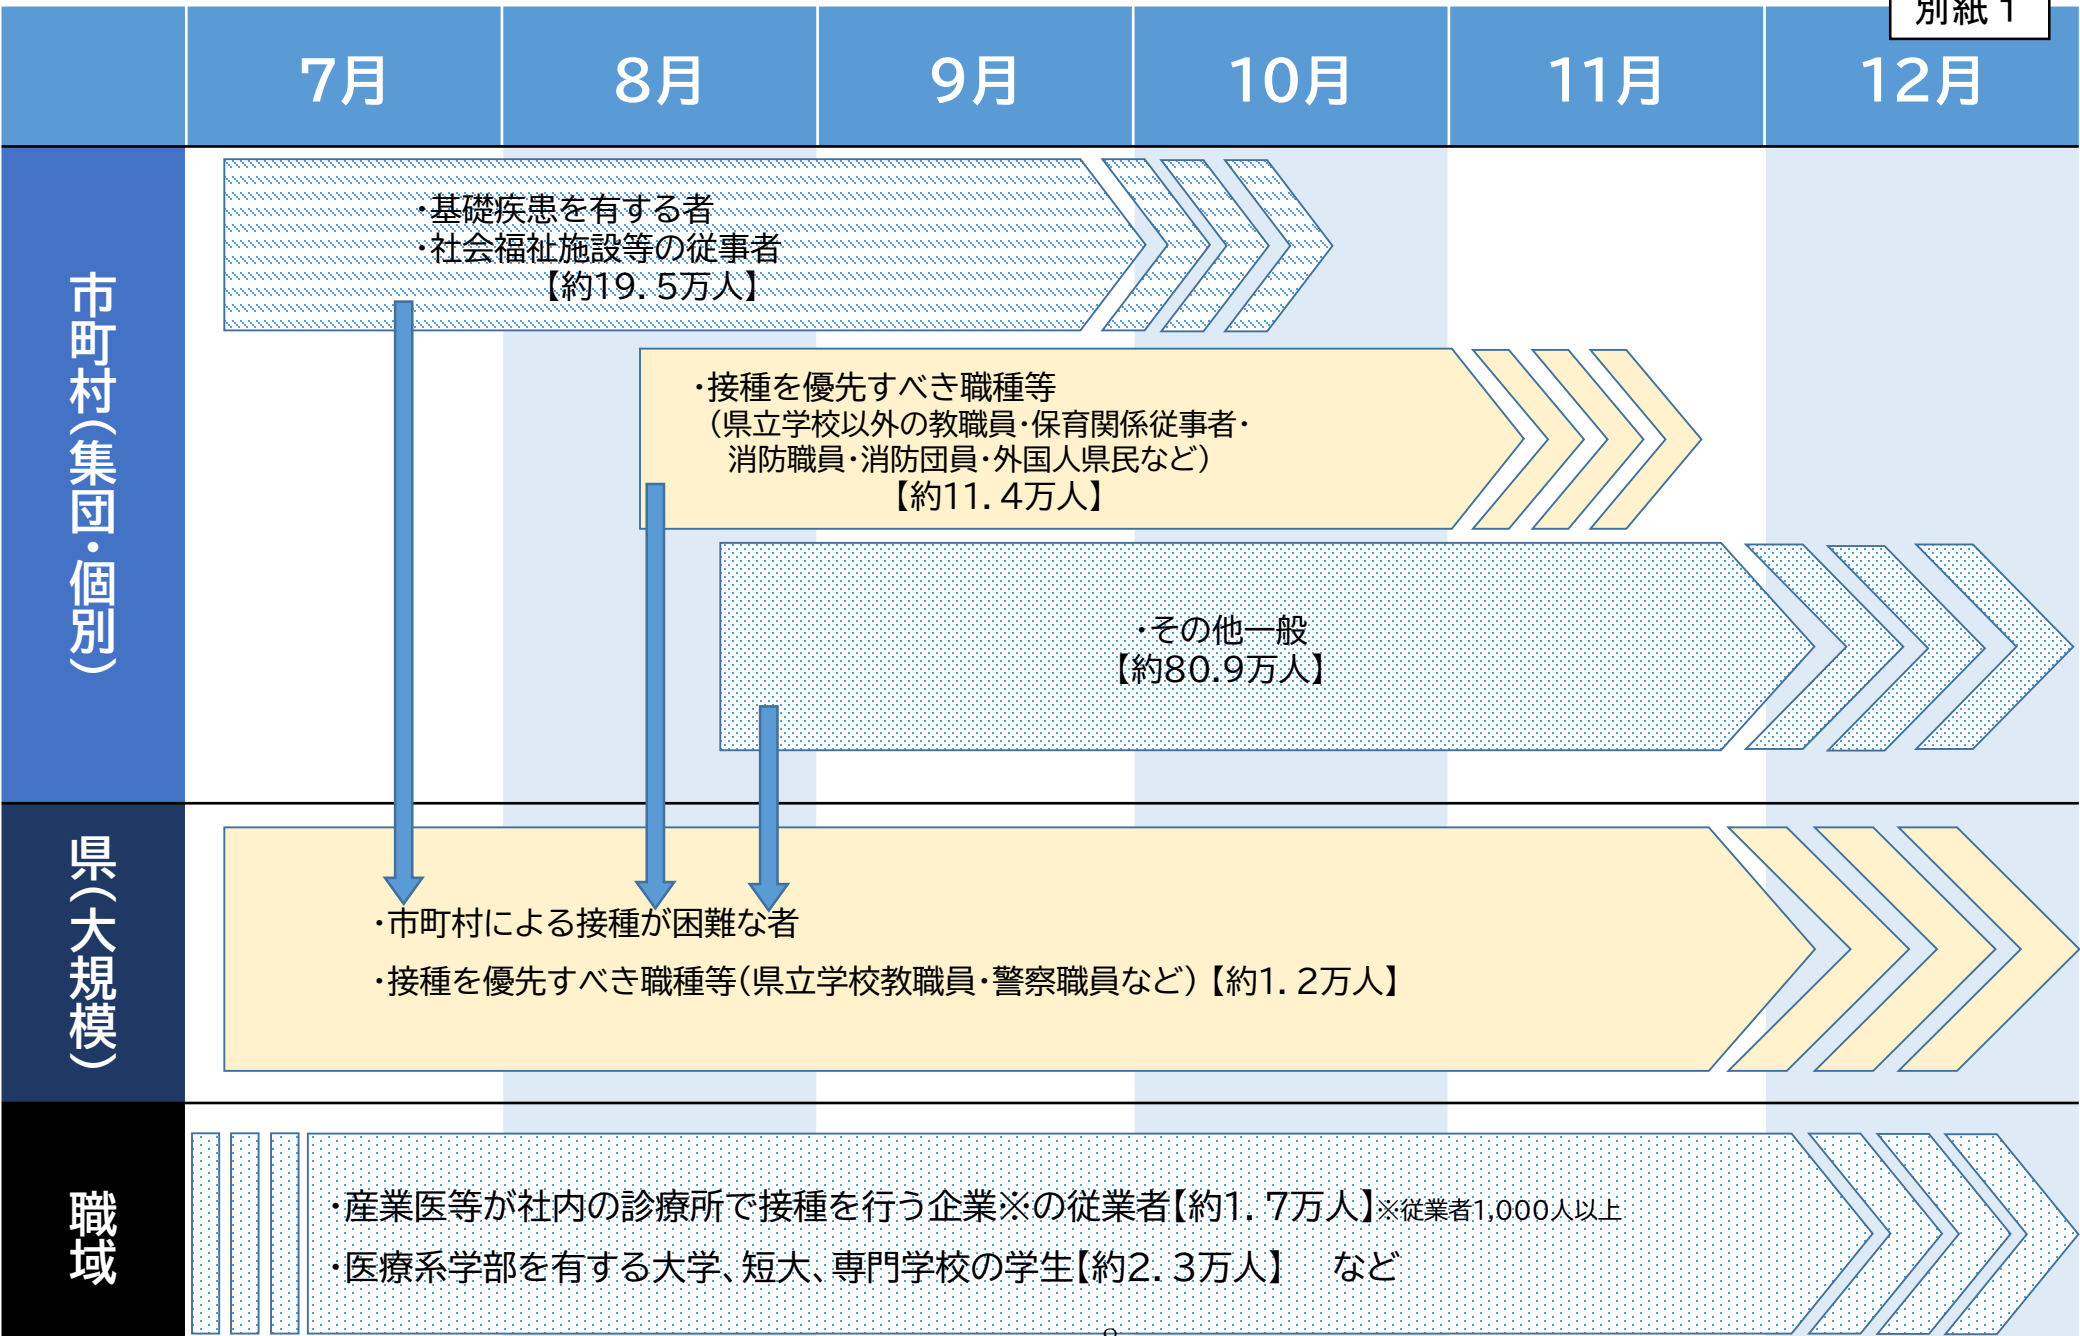 別紙1
7月
8月
9月
10月
11月
12月
市町村（集団・個別）
・基礎疾患を有する者
・社会福祉施設等の従事者
【約19．5万人】
・接種を優先すべき職種等
（県立学校以外の教職員・保育関係従事者・
消防職員・消防団員・外国人県民など）
【約11．4万人】
・その他一般
【約80.9万人】
県（大規模）
・市町村による接種が困難な者
・接種を優先すべき職種等（県立学校教職員・警察職員など）【約1．2万人】
職域
・産業医等が社内の診療所で接種を行う企業※の従業者【約1．7万人】※従業者1,000人以上
・医療系学部を有する大学、短大、専門学校の学生【約2．3万人】　など